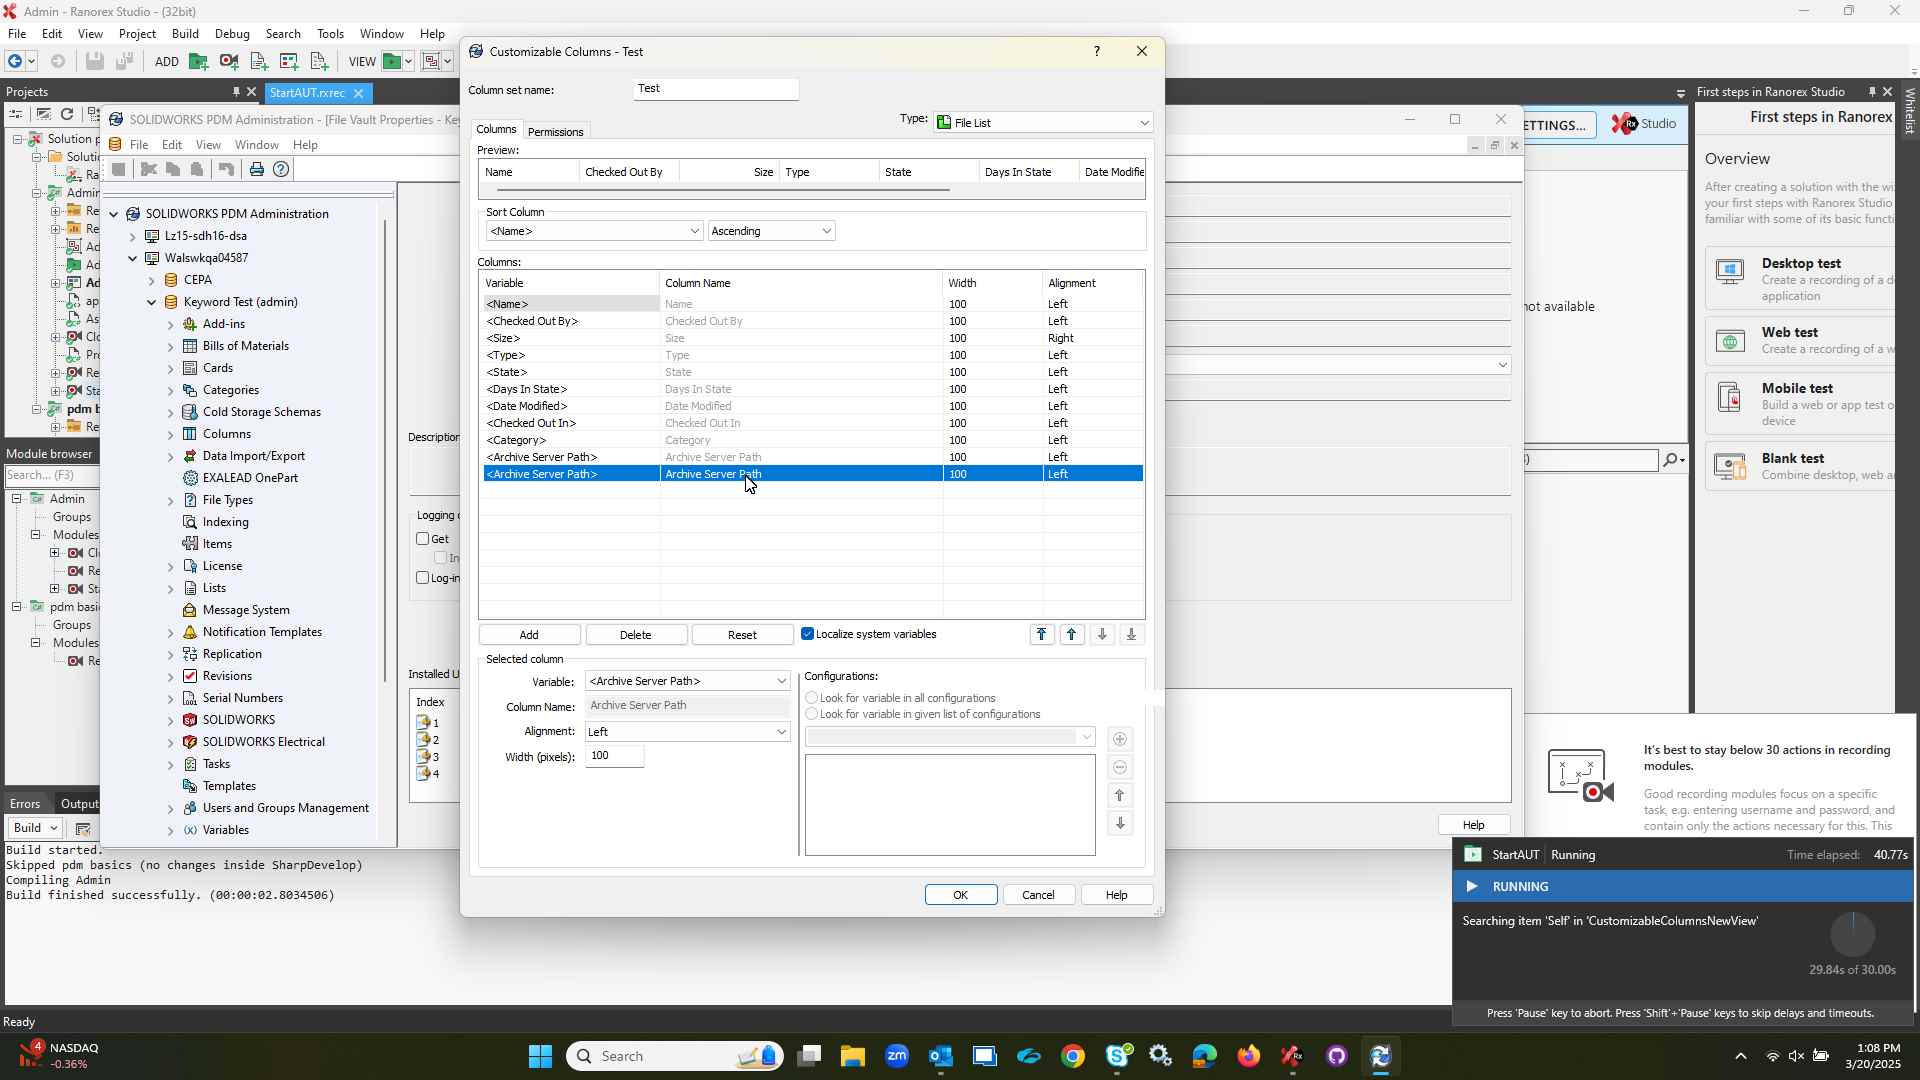 Admin - Ranorex Studio - (32bit)
File Edit View Project Build Debug Search Tools Window Help
ADD VIEW
Projects
StartAUT.rxrec
Solution p
Solutic
Ra
Admin
Re
Re
Ad
Ad
Ad
ap
As
Clo
Pro
Re
Sta
pdm b
Re
Module browser
Search... (F3)
Admin
Groups
Modules
Cl
Re
Sta
pdm basi
Groups
Modules
Re
SOLIDWORKS PDM Administration - [File Vault Properties - Key
File Edit View Window Help
SOLIDWORKS PDM Administration
Lz15-sdh16-dsa
Walswkqa04587
CEPA
Keyword Test (admin)
Add-ins
Bills of Materials
Cards
Categories
Cold Storage Schemas
Columns
Data Import/Export
EXALEAD OnePart
File Types
Indexing
Items
License
Lists
Message System
Notification Templates
Replication
Revisions
Serial Numbers
SOLIDWORKS
SOLIDWORKS Electrical
Tasks
Templates
Users and Groups Management
Variables
Description
Logging o
Get
In
Log-in
Installed U
Index
1
2
3
4
Help
Customizable Columns - Test
Column set name: Test
Type: File List
Columns Permissions
Preview:
Name Checked Out By Size Type State Days In State Date Modifie
Sort Column
<Name> Ascending
Columns:
Variable Column Name Width Alignment
<Name> Name 100 Left
<Checked Out By> Checked Out By 100 Left
<Size> Size 100 Right
<Type> Type 100 Left
<State> State 100 Left
<Days In State> Days In State 100 Left
<Date Modified> Date Modified 100 Left
<Checked Out In> Checked Out In 100 Left
<Category> Category 100 Left
<Archive Server Path> Archive Server Path 100 Left
<Archive Server Path> Archive Server Path 100 Left
Add Delete Reset Localize system variables
Selected column
Variable: <Archive Server Path>
Column Name: Archive Server Path
Alignment: Left
Width (pixels): 100
Configurations:
Look for variable in all configurations
Look for variable in given list of configurations
OK Cancel Help
ETTINGS...
Rx Studio
not available
Whitelist
First steps in Ranorex Studio
First steps in Ranorex
Overview
After creating a solution with the wi
your first steps with Ranorex Studio
familiar with some of its basic functi
Desktop test
Create a recording of a d
application
Web test
Create a recording of a w
Mobile test
Build a web or app test o
device
Blank test
Combine desktop, web an
It's best to stay below 30 actions in recording
modules.
Good recording modules focus on a specific
task, e.g. entering username and password, and
contain only the actions necessary for this. This
StartAUT Running Time elapsed: 40.77s
RUNNING
Searching item 'Self' in 'CustomizableColumnsNewView'
29.84s of 30.00s
Press 'Pause' key to abort. Press 'Shift'+'Pause' keys to skip delays and timeouts.
Errors Output
Build
Build started.
Skipped pdm basics (no changes inside SharpDevelop)
Compiling Admin
Build finished successfully. (00:00:02.8034506)
Ready
4
NASDAQ
-0.36%
Search
zm
1:08 PM
3/20/2025